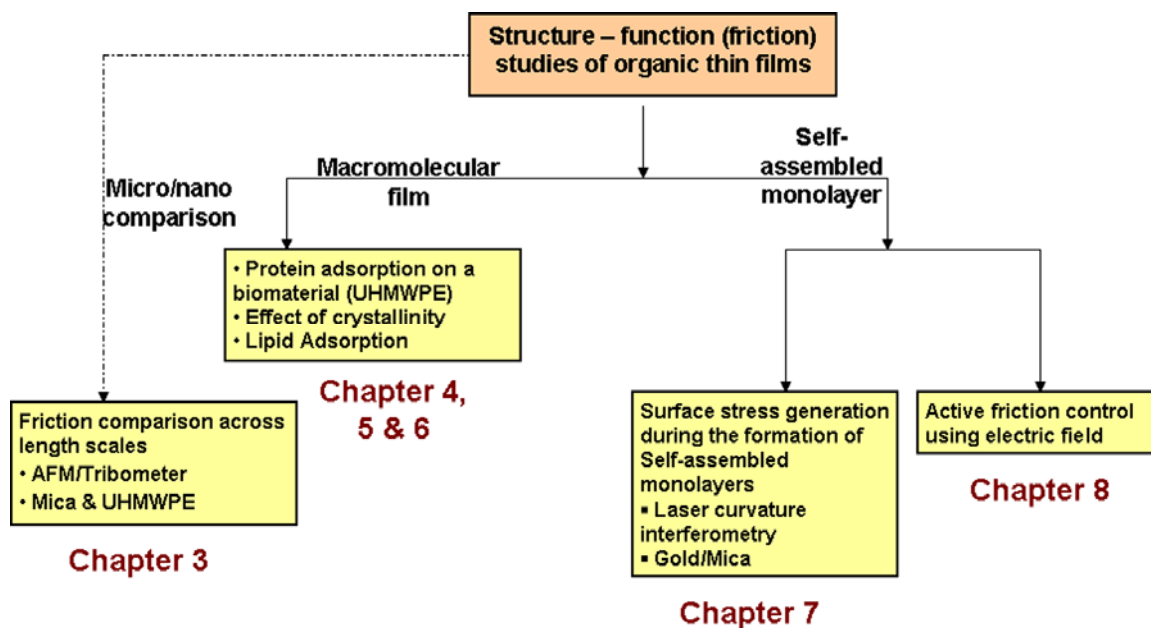 Structure – function (friction)
studies of organic thin films
Micro/nano
comparison
Macromolecular
film
Self-
assembled
monolayer
• Protein adsorption on a
biomaterial (UHMWPE)
• Effect of crystallinity
• Lipid Adsorption
Chapter 4,
5 & 6
Friction comparison across
length scales
• AFM/Tribometer
• Mica & UHMWPE
Chapter 3
Surface stress generation
during the formation of
Self-assembled
monolayers
▪ Laser curvature
interferometry
▪ Gold/Mica
Chapter 7
Active friction control
using electric field
Chapter 8